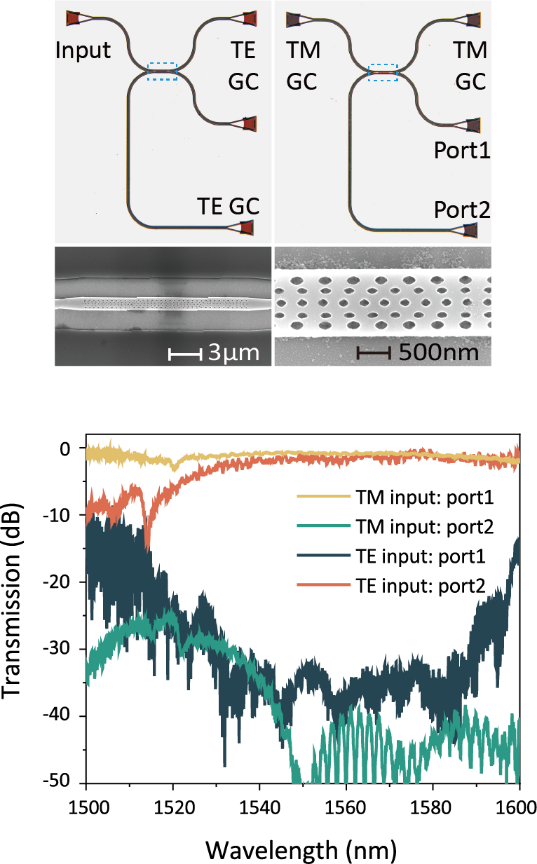 Input
TE
GC
TE GC
TM
GC
TM
GC
Port1
Port2
3μm
500nm
Transmission (dB)
0
-10
-20
-30
-40
-50
TM input: port1
TM input: port2
TE input: port1
TE input: port2
1500
1520
1540
1560
1580
1600
Wavelength (nm)